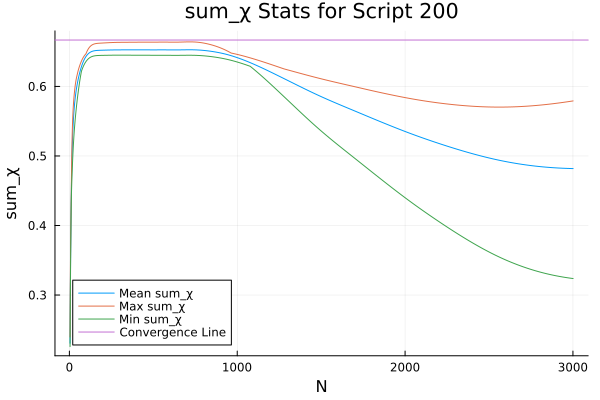 sum_χ Stats for Script 200
sum_χ
0.6
0.5
0.4
0.3
Mean sum_χ
Max sum_χ
Min sum_χ
Convergence Line
0
1000
2000
3000
N